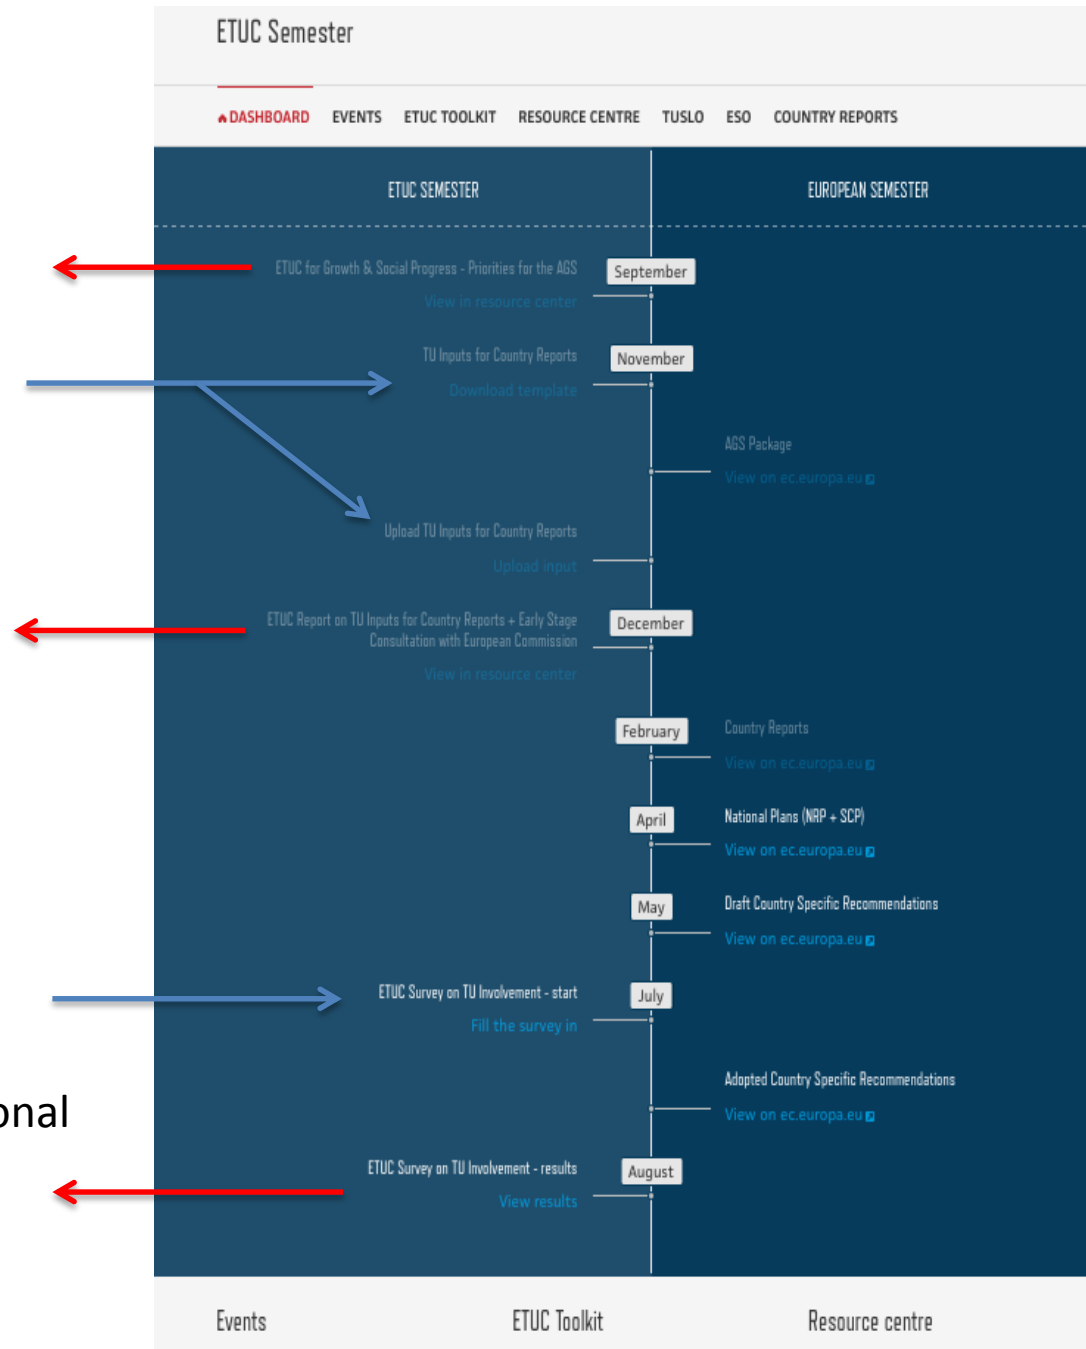 ETUC Semester
DASHBOARD EVENTS ETUC TOOLKIT RESOURCE CENTRE TUSLO ESO COUNTRY REPORTS
ETUC SEMESTER
EUROPEAN SEMESTER
ETUC for Growth & Social Progress - Priorities for the AGS
September
View in resource center
TU Inputs for Country Reports
November
Download template
AGS Package
View on ec.europa.eu
Upload TU Inputs for Country Reports
Upload input
ETUC Report on TU Inputs for Country Reports + Early Stage
Consultation with European Commission
December
View in resource center
February
Country Reports
View on ec.europa.eu
April
National Plans (NRP + SCP)
View on ec.europa.eu
May
Draft Country Specific Recommendations
View on ec.europa.eu
ETUC Survey on TU Involvement - start
July
Fill the survey in
Adopted Country Specific Recommendations
View on ec.europa.eu
onal
ETUC Survey on TU Involvement - results
August
View results
Events
ETUC Toolkit
Resource centre